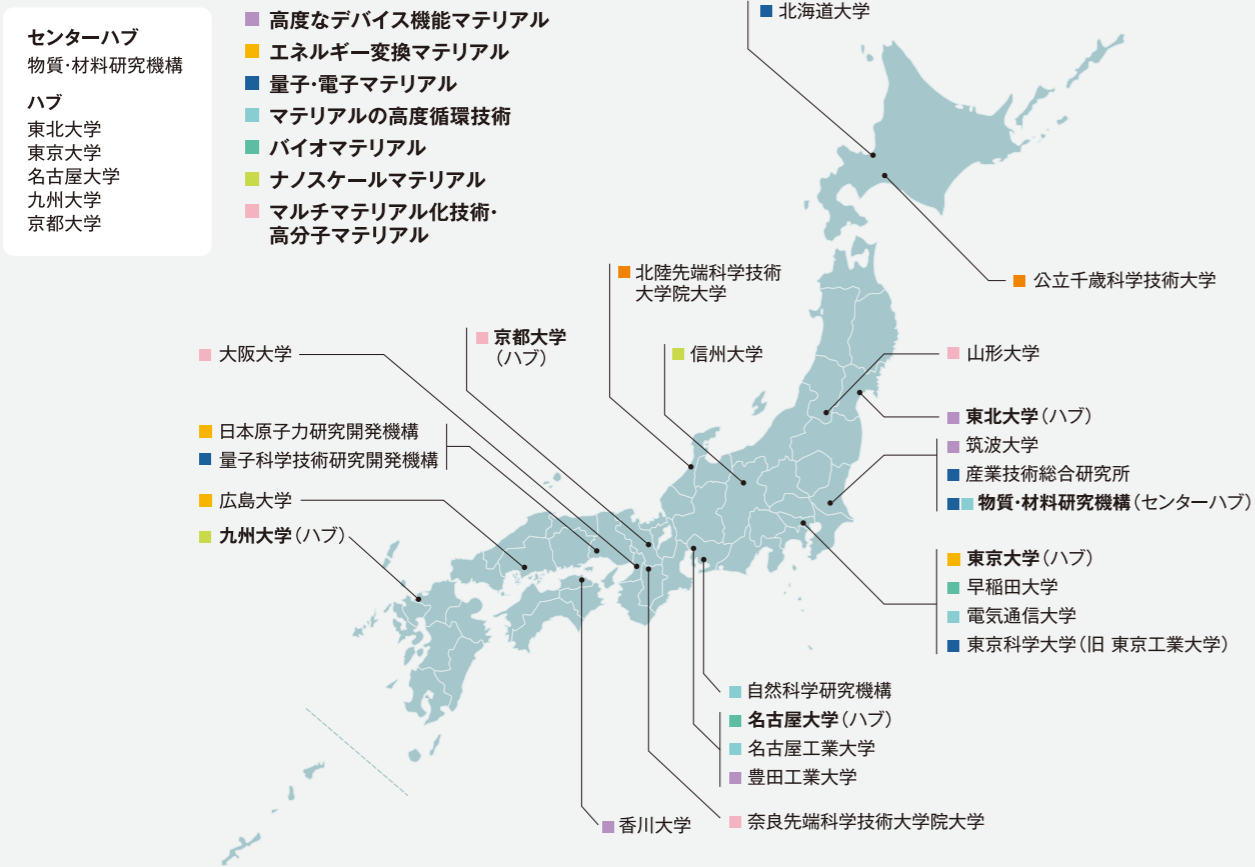 センターハブ
物質・材料研究機構
ハブ
東北大学
東京大学
名古屋大学
九州大学
京都大学
高度なデバイス機能マテリアル
エネルギー変換マテリアル
量子・電子マテリアル
マテリアルの高度循環技術
バイオマテリアル
ナノスケールマテリアル
マルチマテリアル化技術・
高分子マテリアル
北海道大学
公立千歳科学技術大学
北陸先端科学技術
大学院大学
京都大学
（ハブ）
信州大学
大阪大学
日本原子力研究開発機構
量子科学技術研究開発機構
広島大学
九州大学（ハブ）
山形大学
東北大学（ハブ）
筑波大学
産業技術総合研究所
物質・材料研究機構（センターハブ）
東京大学（ハブ）
早稲田大学
電気通信大学
東京科学大学（旧 東京工業大学）
自然科学研究機構
名古屋大学（ハブ）
名古屋工業大学
豊田工業大学
奈良先端科学技術大学院大学
香川大学